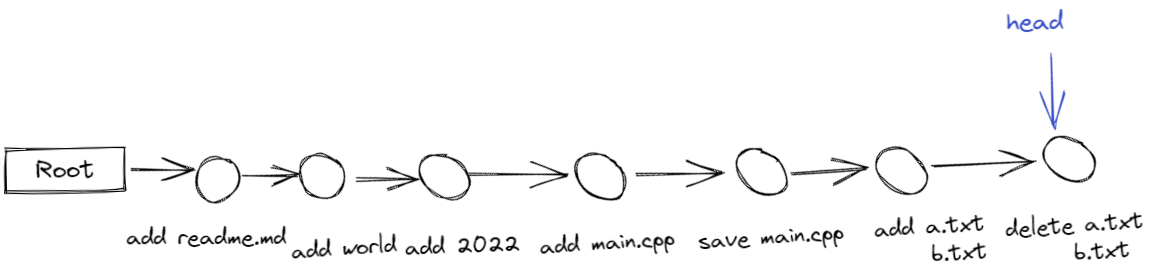 head
Root
add readme.md
add world
add 2022
add main.cpp
save main.cpp
add a.txt
b.txt
delete a.txt
b.txt